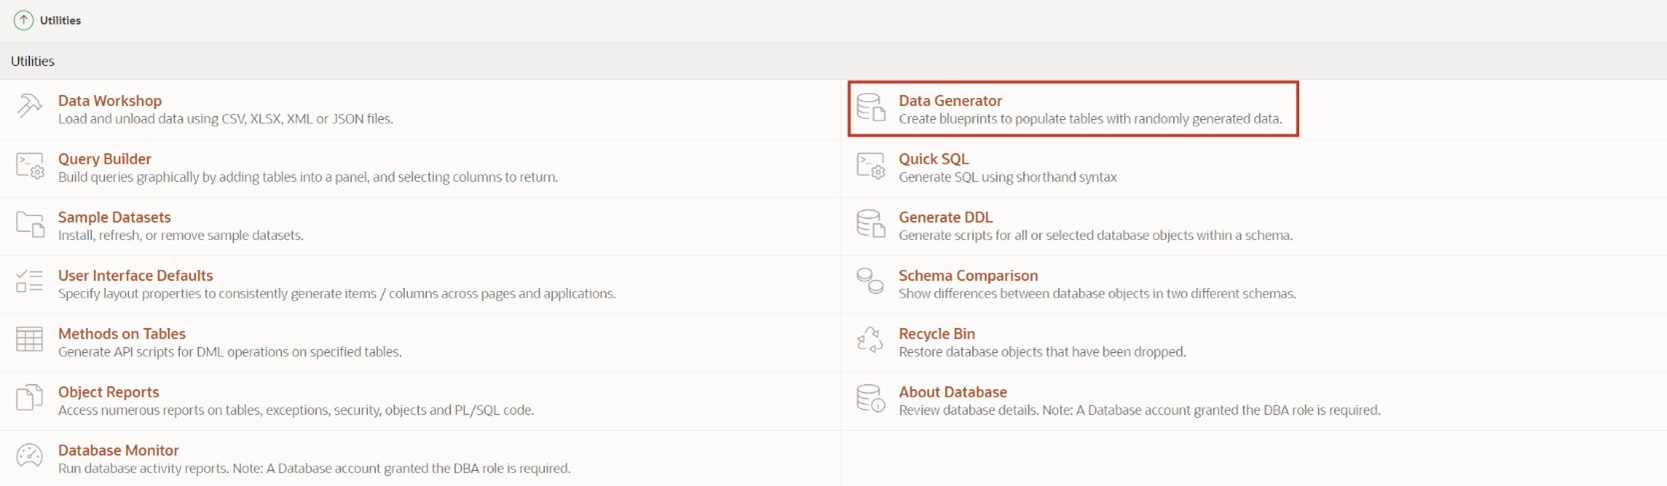 Utilities
Utilities
Data Workshop
Load and unload data using CSV, XLSX, XML or JSON files.
Data Generator
Create blueprints to populate tables with randomly generated data.
Query Builder
Build queries graphically by adding tables into a panel, and selecting columns to return.
Quick SQL
Generate SQL using shorthand syntax
Sample Datasets
Install, refresh, or remove sample datasets.
Generate DDL
Generate scripts for all or selected database objects within a schema.
User Interface Defaults
Specify layout properties to consistently generate items / columns across pages and applications.
Schema Comparison
Show differences between database objects in two different schemas.
Methods on Tables
Generate API scripts for DML operations on specified tables.
Recycle Bin
Restore database objects that have been dropped.
Object Reports
Access numerous reports on tables, exceptions, security, objects and PL/SQL code.
About Database
Review database details. Note: A Database account granted the DBA role is required.
Database Monitor
Run database activity reports. Note: A Database account granted the DBA role is required.